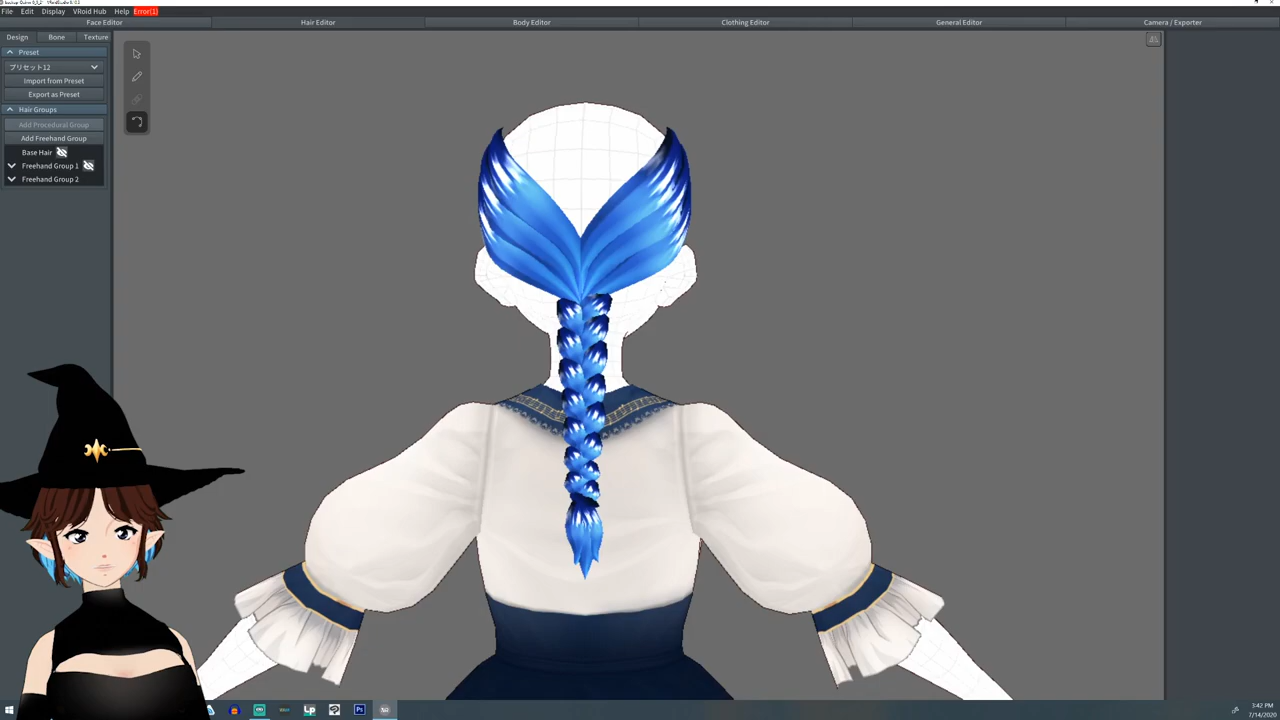 File Edit Display VRoid Hub Help Error(1)
Face Editor Hair Editor Body Editor Clothing Editor General Editor Camera / Exporter
Design Bone Texture
Preset
プリセット12
Import from Preset
Export as Preset
Hair Groups
Add Procedural Group
Add Freehand Group
Base Hair
Freehand Group 1
Freehand Group 2
Lp
Ps
3:42 PM
7/14/2020